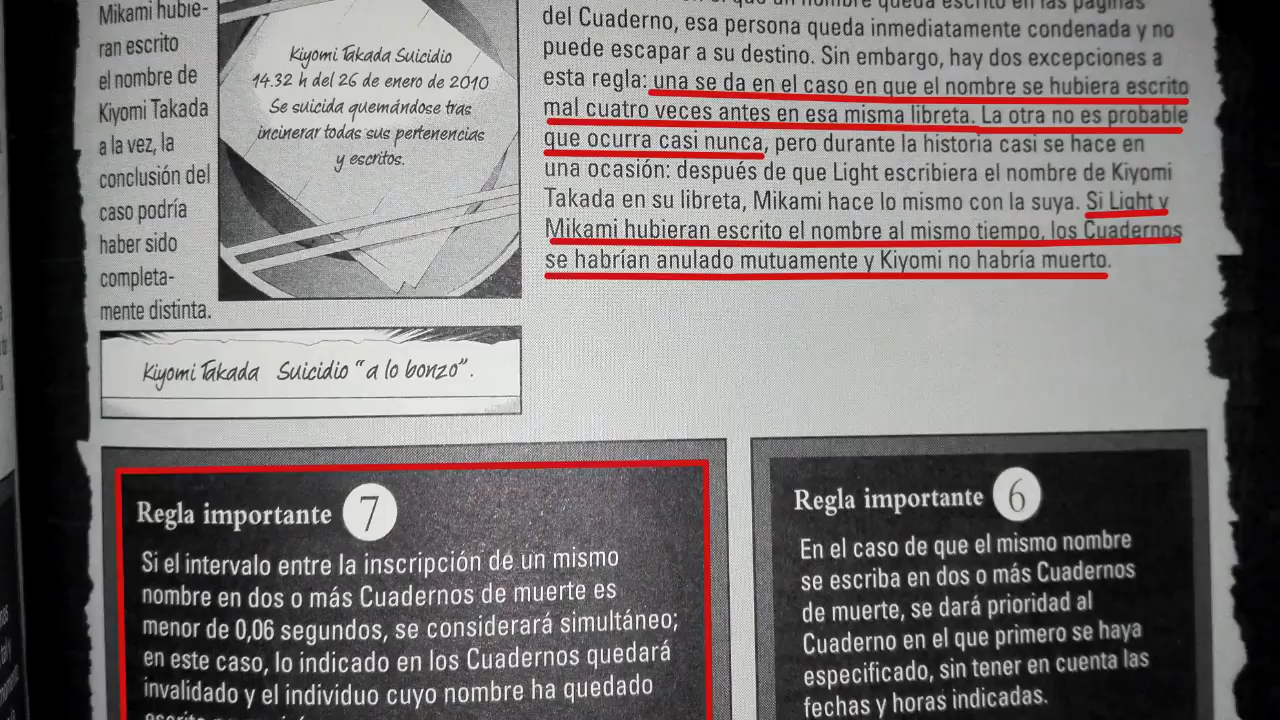 Mikami hubie-
ran escrito
el nombre de
Kiyomi Takada
a la vez, la
conclusión del
caso podría
haber sido
completa-
mente distinta.
Kiyomi Takada Suicidio
14.32 h del 26 de enero de 2010
Se suicida quemándose tras
incinerar todas sus pertenencias
y escritos.
Kiyomi Takada Suicidio "a lo bonzo".
que un nombre queda escrito en las páginas
del Cuaderno, esa persona queda inmediatamente condenada y no
puede escapar a su destino. Sin embargo, hay dos excepciones a
esta regla: una se da en el caso en que el nombre se hubiera escrito
mal cuatro veces antes en esa misma libreta. La otra no es probable
que ocurra casi nunca, pero durante la historia casi se hace en
una ocasión: después de que Light escribiera el nombre de Kiyomi
Takada en su libreta, Mikami hace lo mismo con la suya. Si Light y
Mikami hubieran escrito el nombre al mismo tiempo, los Cuadernos
se habrían anulado mutuamente y Kiyomi no habría muerto.
Regla importante 7
Si el intervalo entre la inscripción de un mismo
nombre en dos o más Cuadernos de muerte es
menor de 0,06 segundos, se considerará simultáneo;
en este caso, lo indicado en los Cuadernos quedará
invalidado y el individuo cuyo nombre ha quedado
Regla importante 6
En el caso de que el mismo nombre
se escriba en dos o más Cuadernos
de muerte, se dará prioridad al
Cuaderno en el que primero se haya
especificado, sin tener en cuenta las
fechas y horas indicadas.